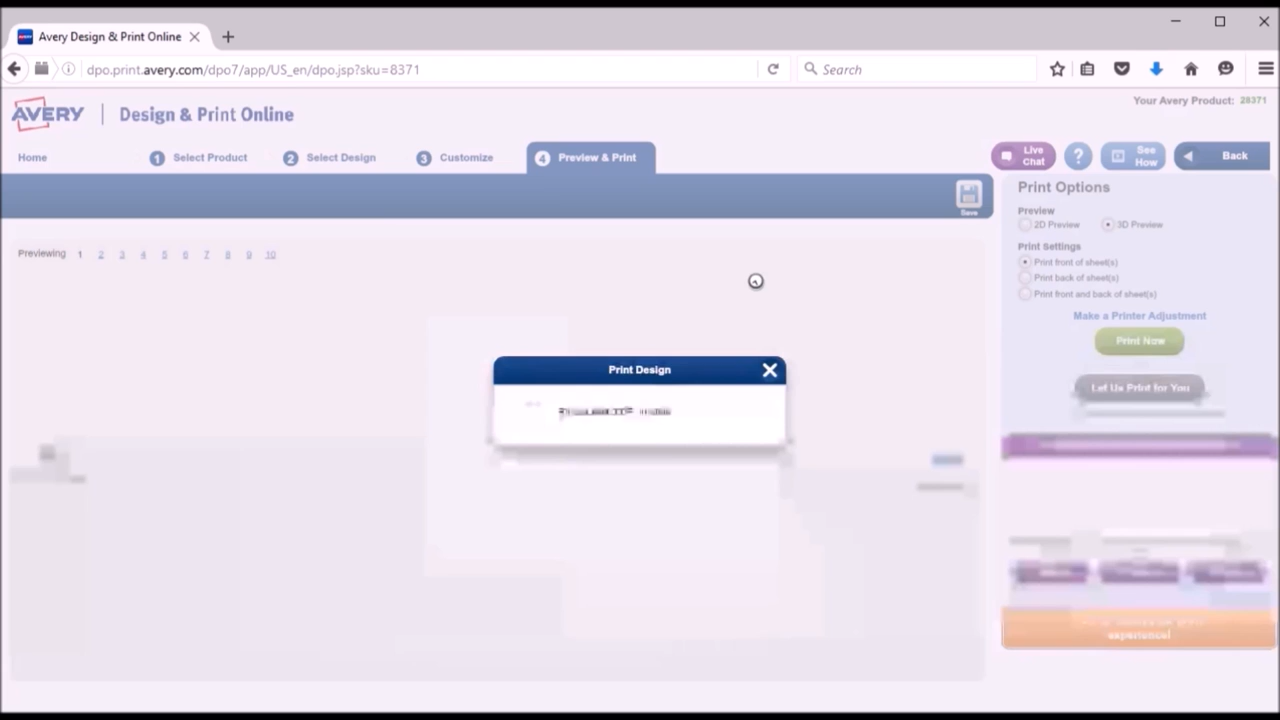 Avery Design & Print Online
dpo.print.avery.com/dpo7/app/US_en/dpo.jsp?sku=8371
Search
AVERY
Design & Print Online
Your Avery Product: 28371
Home
1 Select Product
2 Select Design
3 Customize
4 Preview & Print
Live Chat
?
See How
Back
Save
Print Options
Preview
2D Preview
3D Preview
Print Settings
Print front of sheet(s)
Print back of sheet(s)
Print front and back of sheet(s)
Make a Printer Adjustment
Print Now
Let Us Print for You
Previewing 1 2 3 4 5 6 7 8 9 10
Print Design
experience!